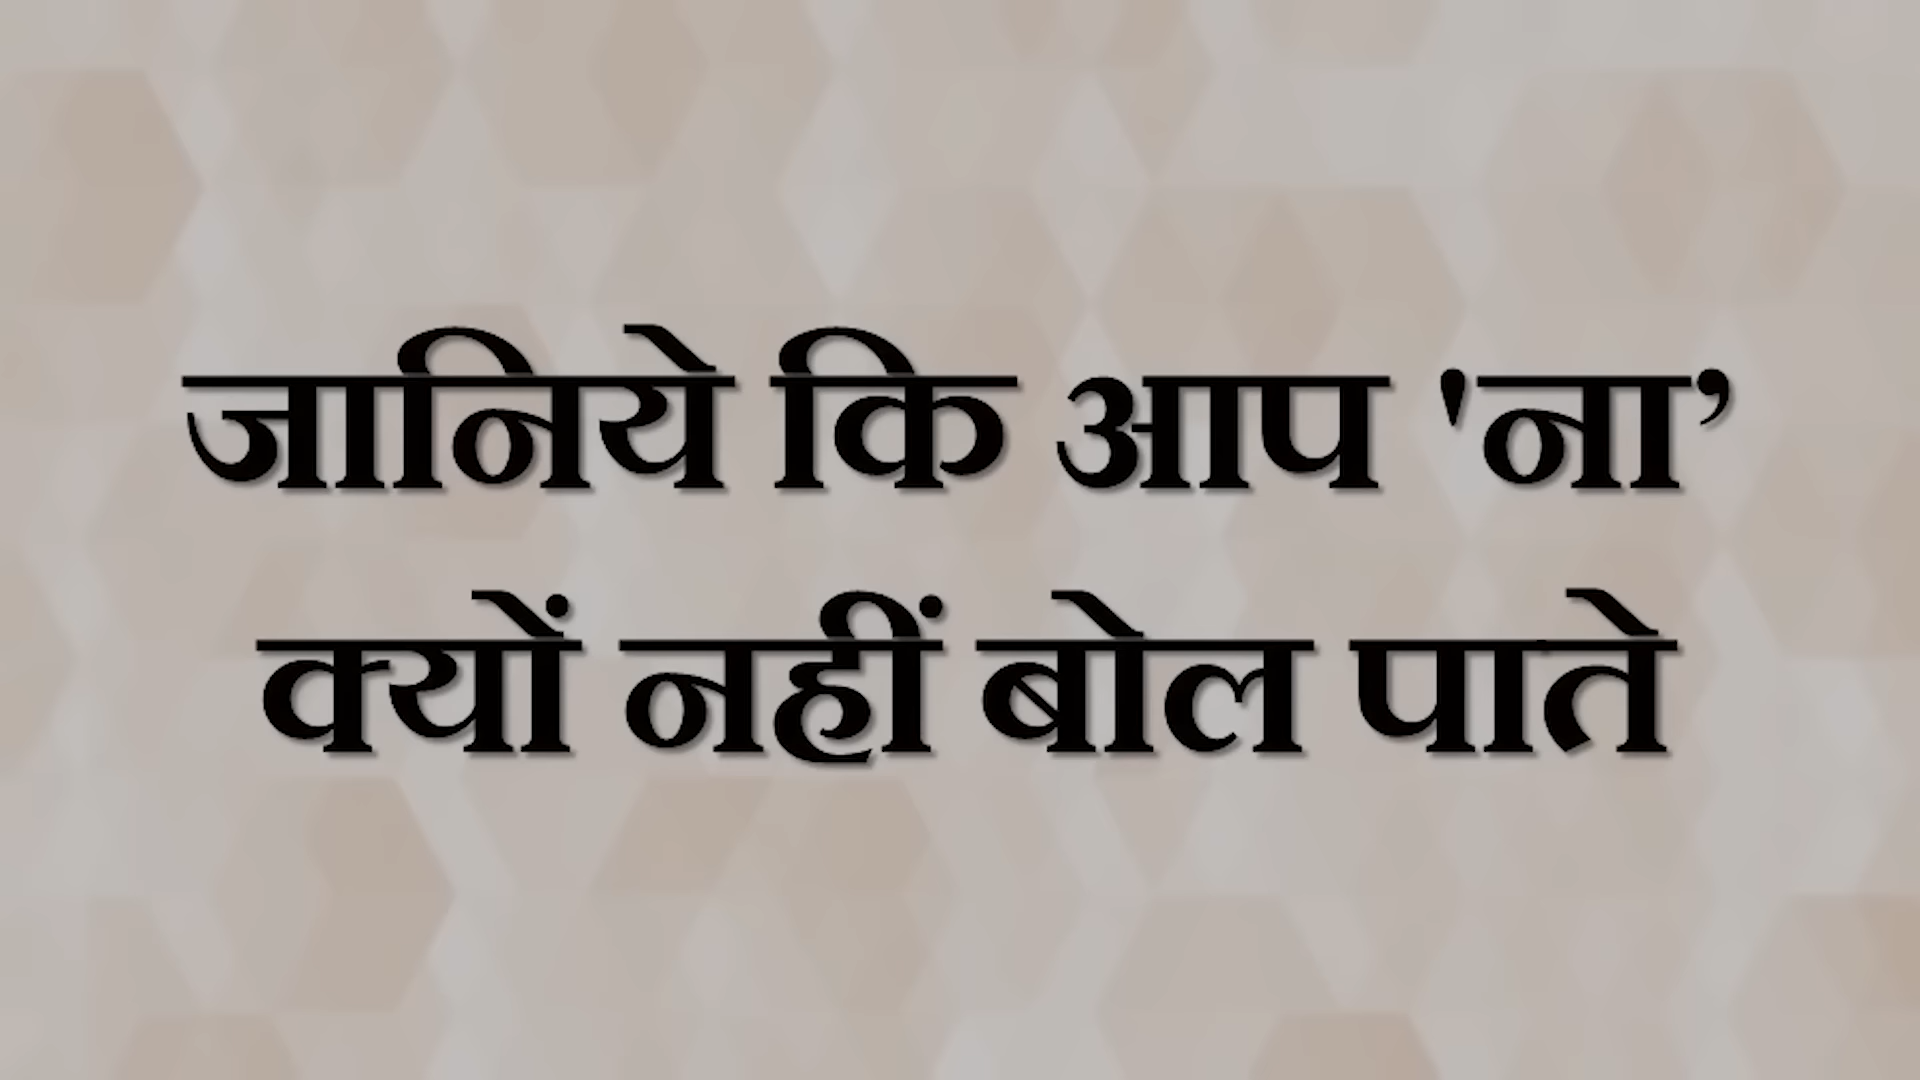 जानिये कि आप 'ना’
क्यों नहीं बोल पाते